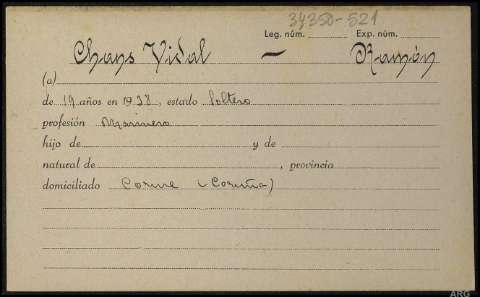 34350-521
Leg. núm. Exp. núm.
Chans Vidal — Ramón
(a)
de 19 años en 1938, estado Soltero
profesión Marinero
hijo de y de
natural de , provincia
domiciliado Corme (Coruña)
ARG